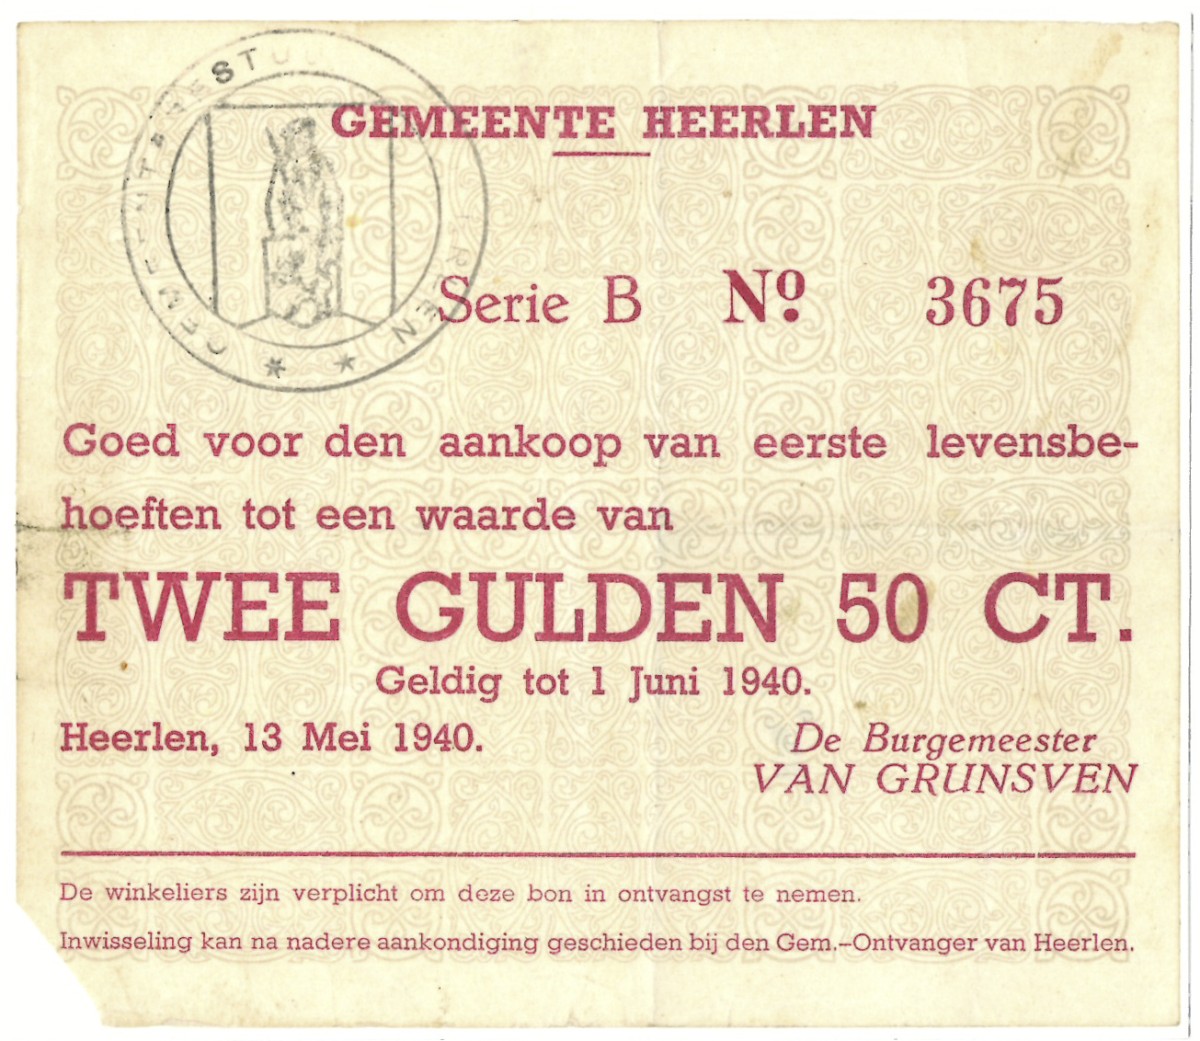 GEMEENTE HEERLEN
Serie B Nº 3675
Goed voor den aankoop van eerste levensbe-
hoeften tot een waarde van
TWEE GULDEN 50 CT.
Geldig tot 1 Juni 1940.
Heerlen, 13 Mei 1940.
De Burgemeester
VAN GRUNSVEN
De winkeliers zijn verplicht om deze bon in ontvangst te nemen.
Inwisseling kan na nadere aankondiging geschieden bij den Gem.-Ontvanger van Heerlen.